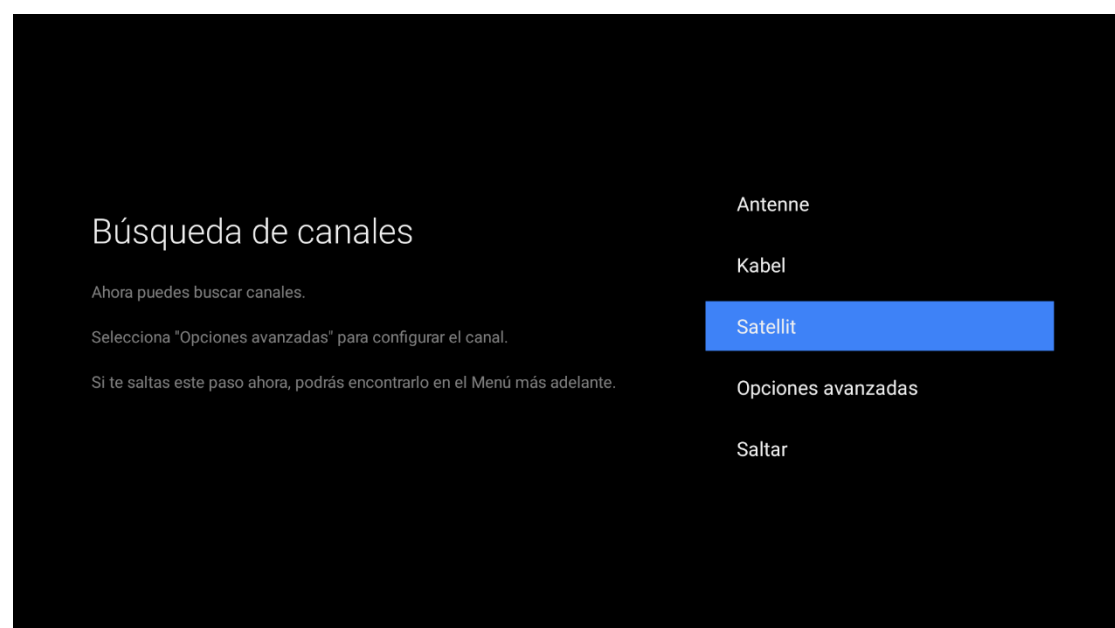 Búsqueda de canales
Ahora puedes buscar canales.
Selecciona "Opciones avanzadas" para configurar el canal.
Si te saltas este paso ahora, podrás encontrarlo en el Menú más adelante.
Antenne
Kabel
Satellit
Opciones avanzadas
Saltar